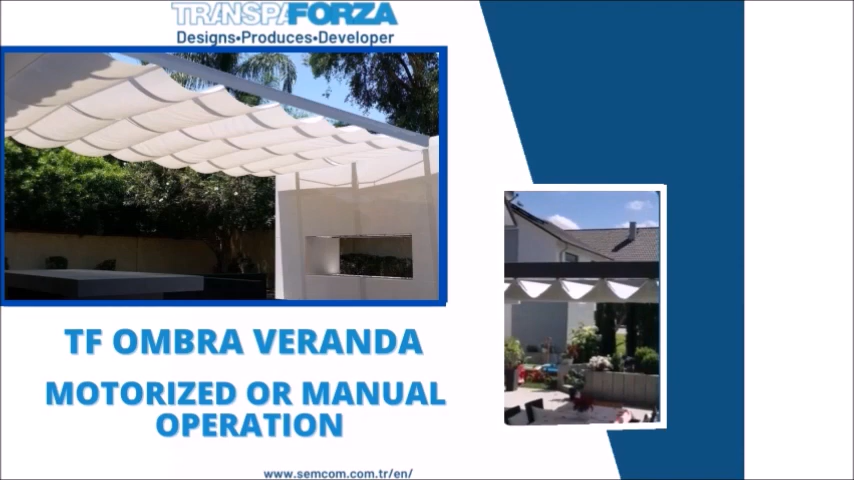 TRANSPAFORZA
Designs•Produces•Developer
TF OMBRA VERANDA
MOTORIZED OR MANUAL
OPERATION
www.semcom.com.tr/en/